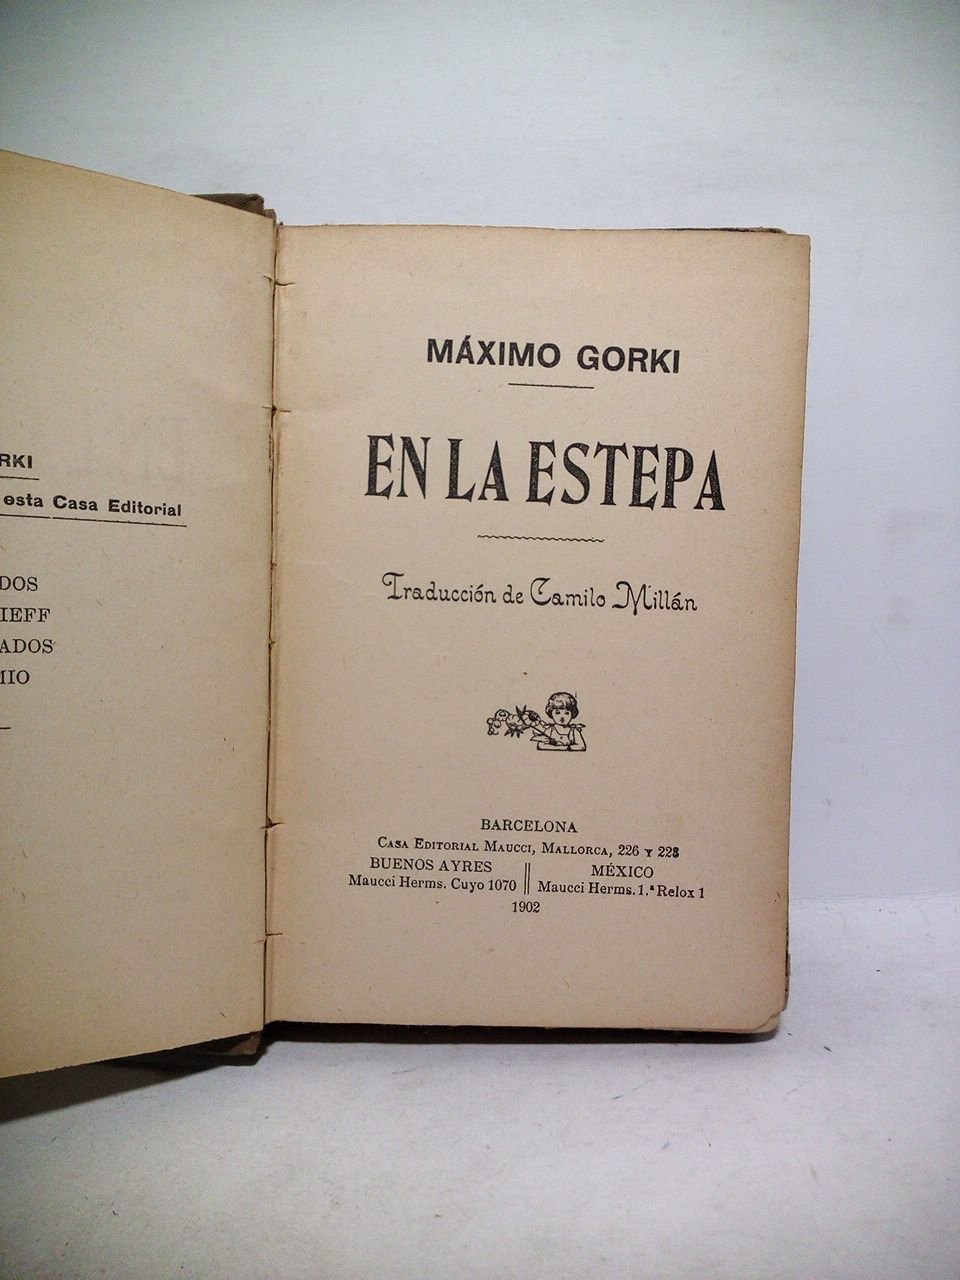 RKI
esta Casa Editorial
DOS
IEFF
ADOS
MIO
MÁXIMO GORKI
EN LA ESTEPA
Traducción de Camilo Millán
BARCELONA
CASA EDITORIAL MAUCCI, MALLORCA, 226 Y 228
BUENOS AYRES
Maucci Herms. Cuyo 1070
MÉXICO
Maucci Herms. 1.ª Relox 1
1902